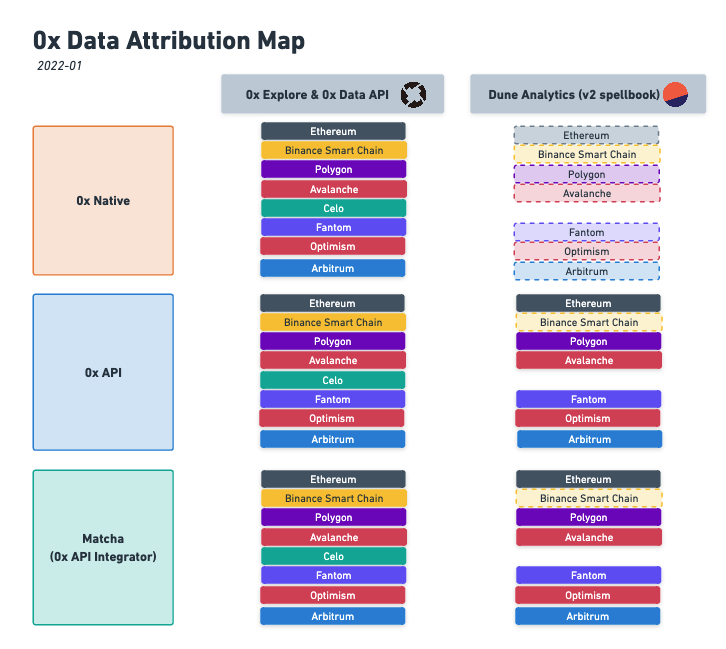 0x Data Attribution Map
2022-01
0x Explore & 0x Data API
Dune Analytics (v2 spellbook)
0x Native
Ethereum
Binance Smart Chain
Polygon
Avalanche
Celo
Fantom
Optimism
Arbitrum
Ethereum
Binance Smart Chain
Polygon
Avalanche
Fantom
Optimism
Arbitrum
0x API
Ethereum
Binance Smart Chain
Polygon
Avalanche
Celo
Fantom
Optimism
Arbitrum
Ethereum
Binance Smart Chain
Polygon
Avalanche
Fantom
Optimism
Arbitrum
Matcha
(0x API Integrator)
Ethereum
Binance Smart Chain
Polygon
Avalanche
Celo
Fantom
Optimism
Arbitrum
Ethereum
Binance Smart Chain
Polygon
Avalanche
Fantom
Optimism
Arbitrum